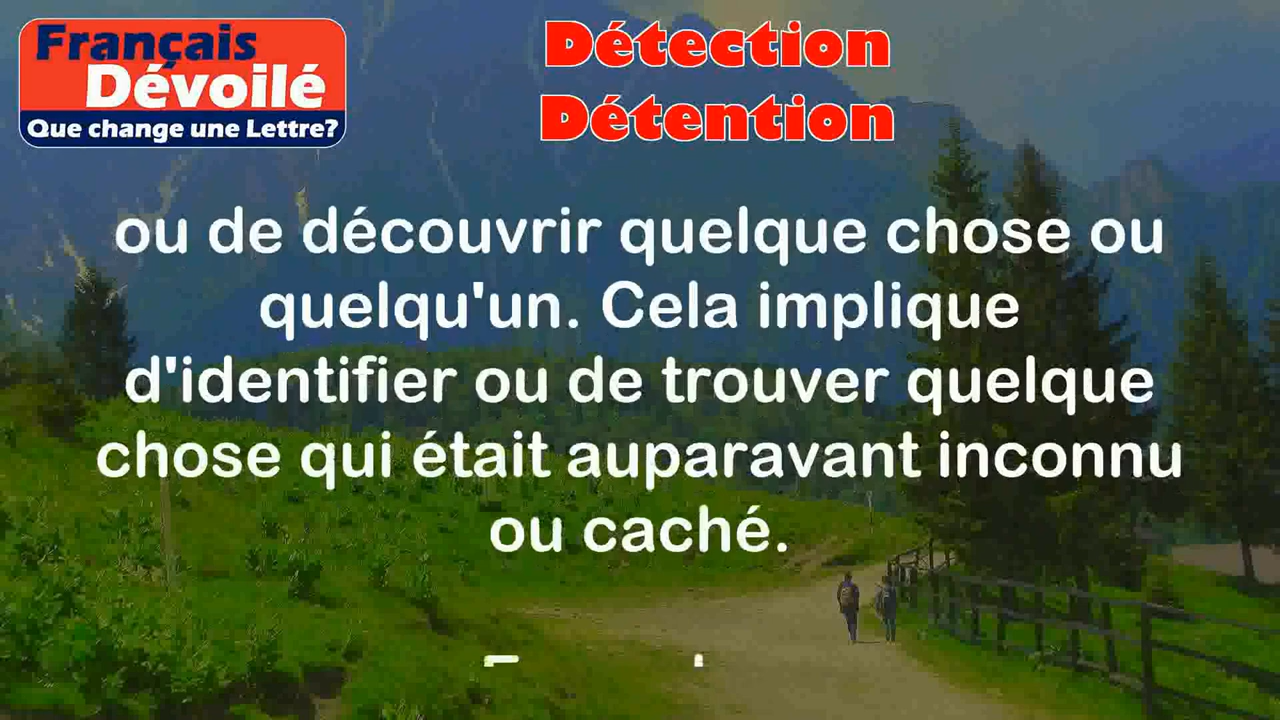 Français
Dévoilé
Que change une Lettre?
Détection
Détention
ou de découvrir quelque chose ou
quelqu'un. Cela implique
d'identifier ou de trouver quelque
chose qui était auparavant inconnu
ou caché.